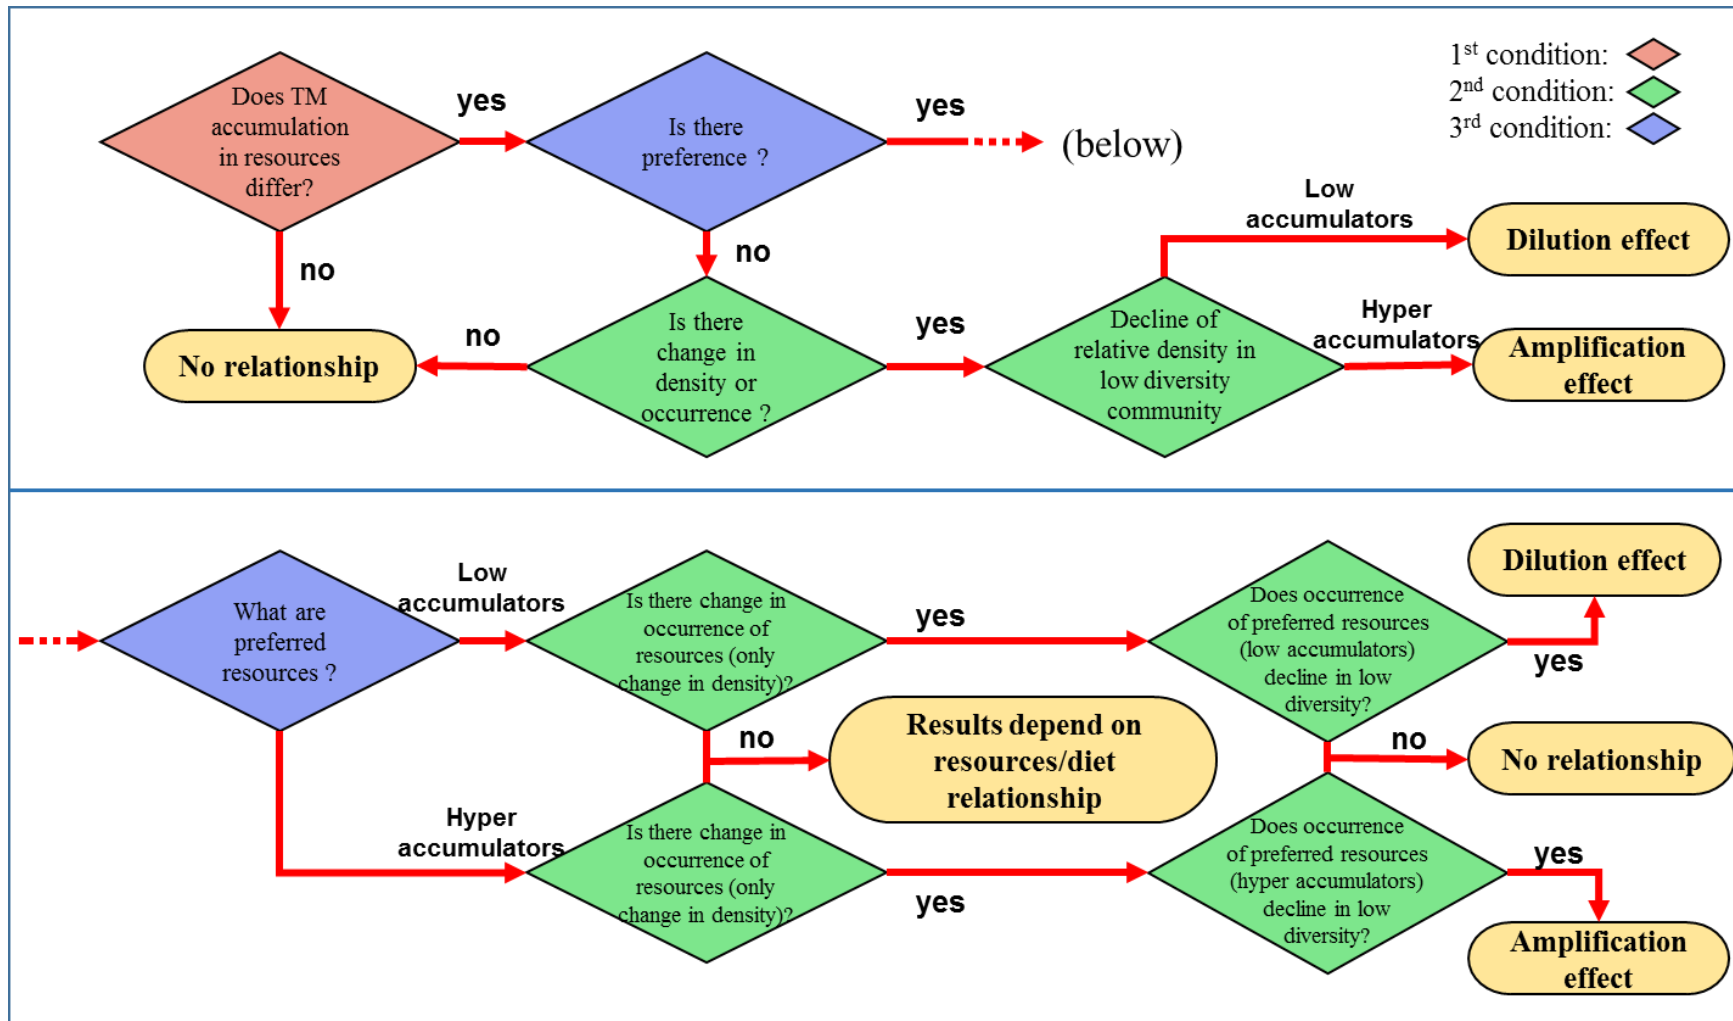 1st condition:
2nd condition:
3rd condition:
Does TM
accumulation
in resources
differ?
yes
Is there
preference ?
yes
(below)
no
no
No relationship
no
Is there
change in
density or
occurrence ?
yes
Decline of
relative density in
low diversity
community
Low
accumulators
Dilution effect
Hyper
accumulators
Amplification
effect
What are
preferred
resources ?
Low
accumulators
Is there change in
occurrence of
resources (only
change in density)?
yes
Does occurrence
of preferred resources
(low accumulators)
decline in low
diversity?
yes
Dilution effect
no
Results depend on
resources/diet
relationship
no
No relationship
Hyper
accumulators
Is there change in
occurrence of
resources (only
change in density)?
yes
Does occurrence
of preferred resources
(hyper accumulators)
decline in low
diversity?
yes
Amplification
effect